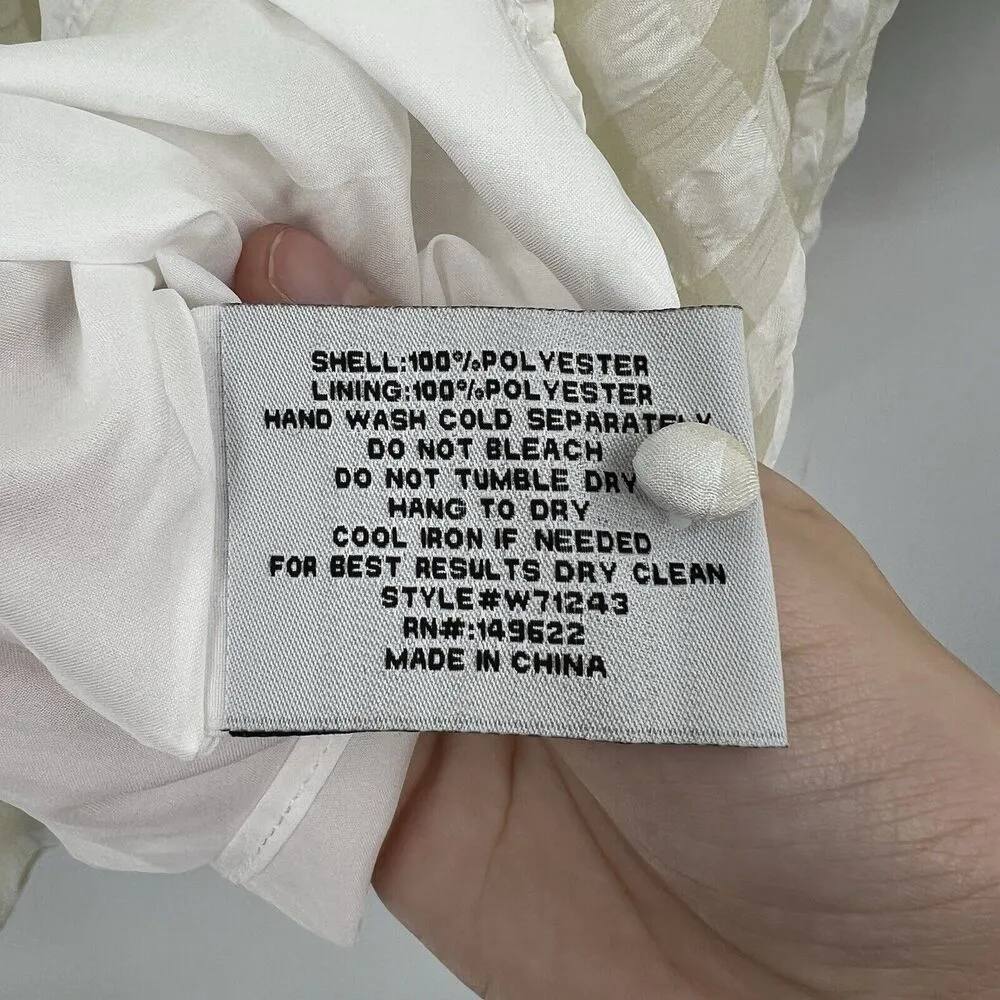 SHELL:100%POLYESTER
LINING:100%POLYESTER
HAND WASH COLD SEPARATELY
DO NOT BLEACH
DO NOT TUMBLE DRY
HANG TO DRY
COOL IRON IF NEEDED
FOR BEST RESULTS DRY CLEAN
STYLE#W71243
RN#:149622
MADE IN CHINA